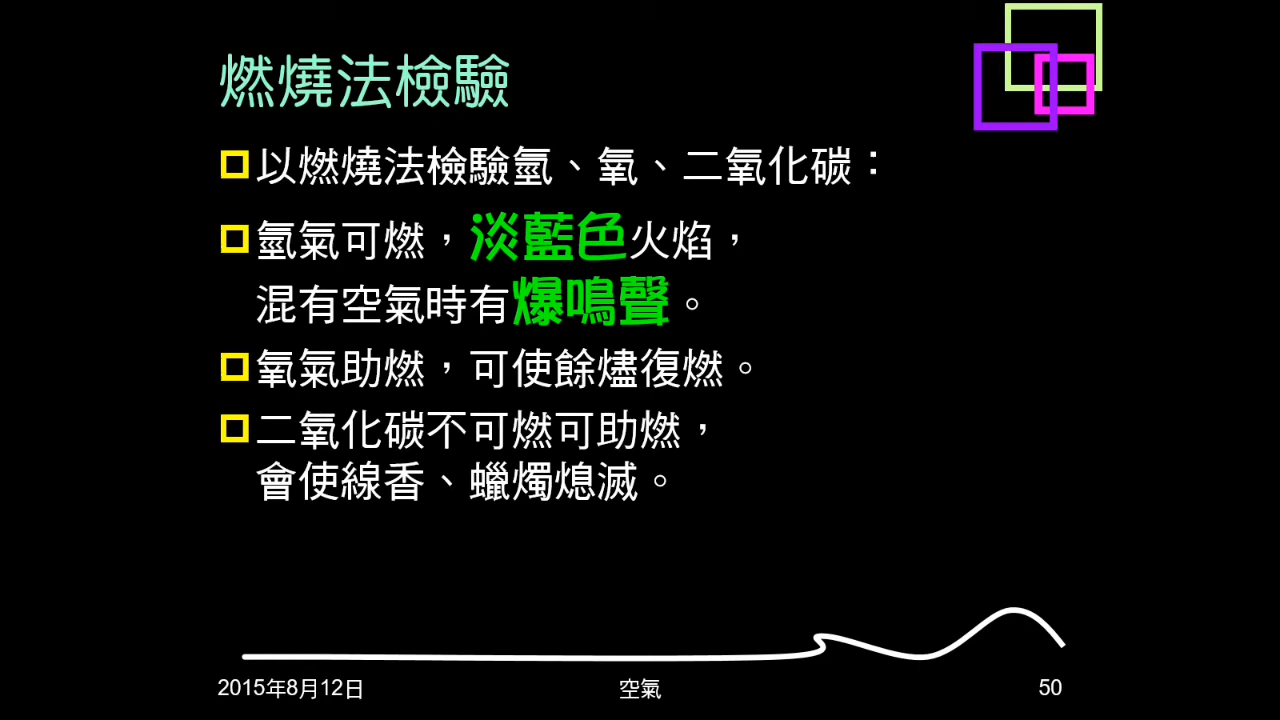 燃燒法檢驗
以燃燒法檢驗氫、氧、二氧化碳：
氫氣可燃，淡藍色火焰，
混有空氣時有爆鳴聲。
氧氣助燃，可使餘燼復燃。
二氧化碳不可燃可助燃，
會使線香、蠟燭熄滅。
2015年8月12日
空氣
50